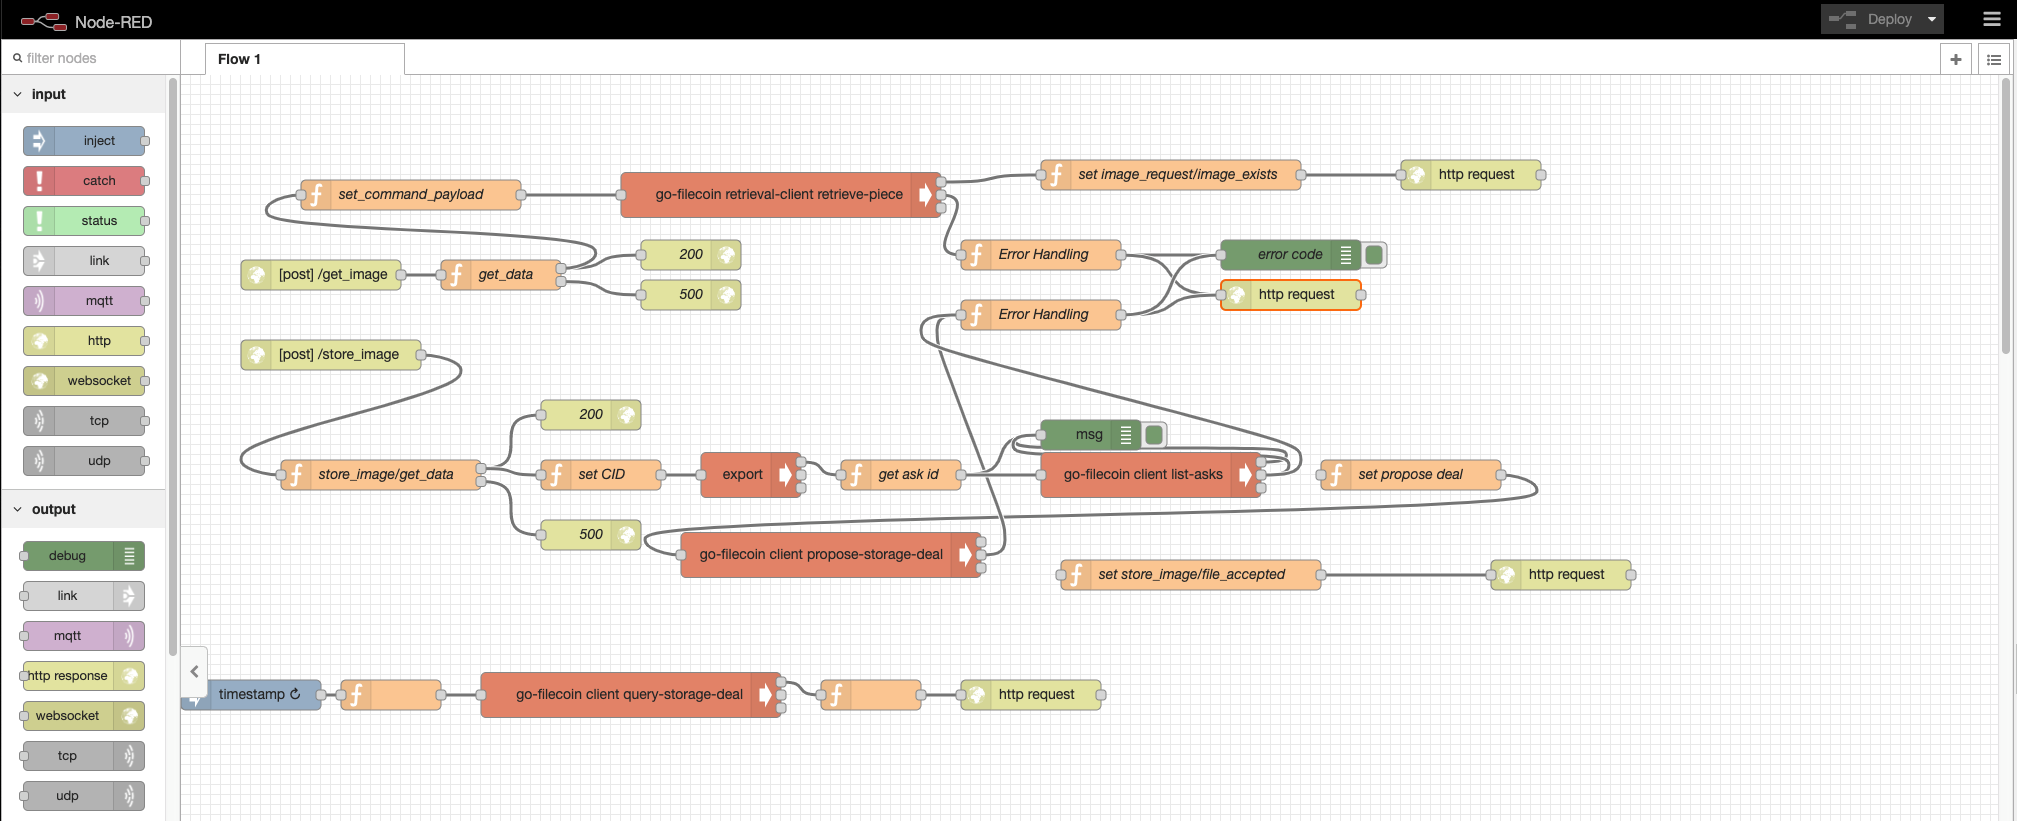 Node-RED
Deploy
filter nodes
Flow 1
input
inject
catch
status
link
mqtt
http
websocket
tcp
udp
output
debug
link
mqtt
http response
websocket
tcp
udp
set_command_payload
go-filecoin retrieval-client retrieve-piece
set image_request/image_exists
http request
[post] /get_image
get_data
200
500
Error Handling
error code
http request
Error Handling
[post] /store_image
200
store_image/get_data
set CID
export
get ask id
msg
go-filecoin client list-asks
set propose deal
500
go-filecoin client propose-storage-deal
set store_image/file_accepted
http request
timestamp ↻
go-filecoin client query-storage-deal
http request